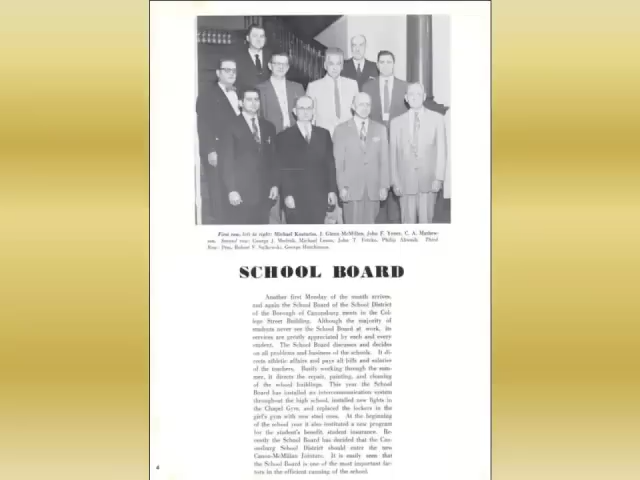 First row, left to right: Michael Kostelac, J. Glenn McMillan, John F. Yonez, C. A. Mathew-
son. Second row: George J. Michnik, Michael Lesso, John T. Fetsko, Philip Third
Row: Don, Robert V. Sulkowski, George Hutchinson.
SCHOOL BOARD
Another first Monday of the month arrives,
and again the School Board of the School District
of the Borough of Canonsburg meets in the Col-
lege Street Building. Although the majority of
students never see the School Board at work, its
services are greatly appreciated by each and every
student. The School Board discusses and decides
on all problems and business of the schools. It di-
rects athletic affairs and pays all bills and salaries
of the teachers. Busily working through the sum-
mer, it directs the repair, painting, and cleaning
of the school buildings. This year the School
Board has installed an intercommunication system
throughout the high school, installed new lights in
the Chapel Gym, and replaced the lockers in the
girl's gym with new steel ones. At the beginning
of the school year it also instituted a new program
for the student's benefit, student insurance. Re-
cently the School Board has decided that the Can-
onsburg School District should enter the new
Canon-McMillan Jointure. It is easily seen that
the School Board is one of the most important fac-
tors in the efficient running of the school.
4